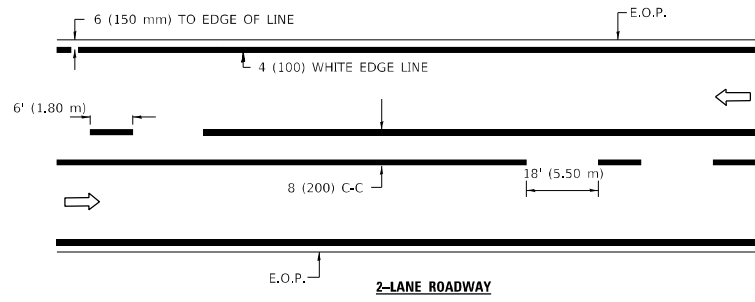 6 (150 mm) TO EDGE OF LINE
E.O.P.
4 (100) WHITE EDGE LINE
6' (1.80 m)
8 (200) C-C
18' (5.50 m)
E.O.P.
2–LANE ROADWAY